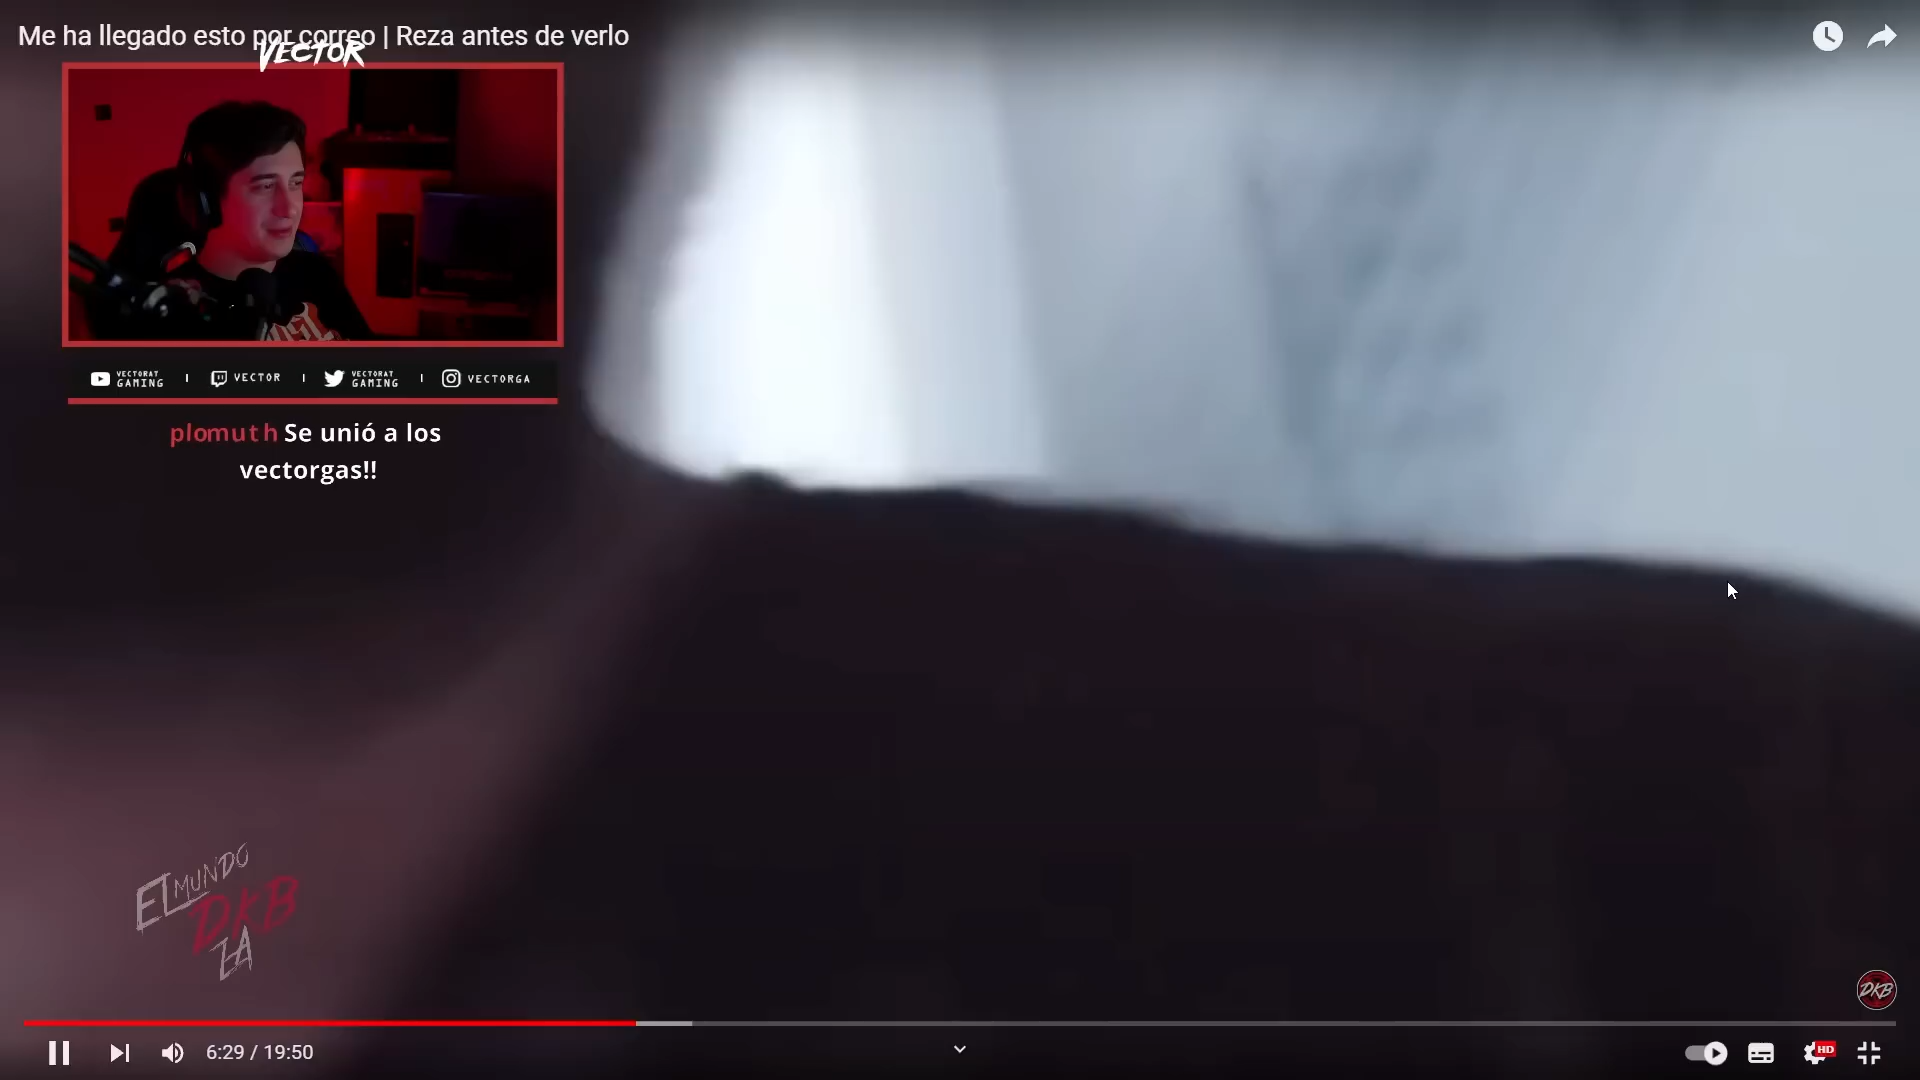 Me ha llegado esto por correo | Reza antes de verlo
VECTOR
VECTORAT GAMING | VECTOR | VECTORAT GAMING | VECTORGA
plomuth Se unió a los
vectorgas!!
EL MUNDO
DKB
ZA
DKB
6:29 / 19:50
HD